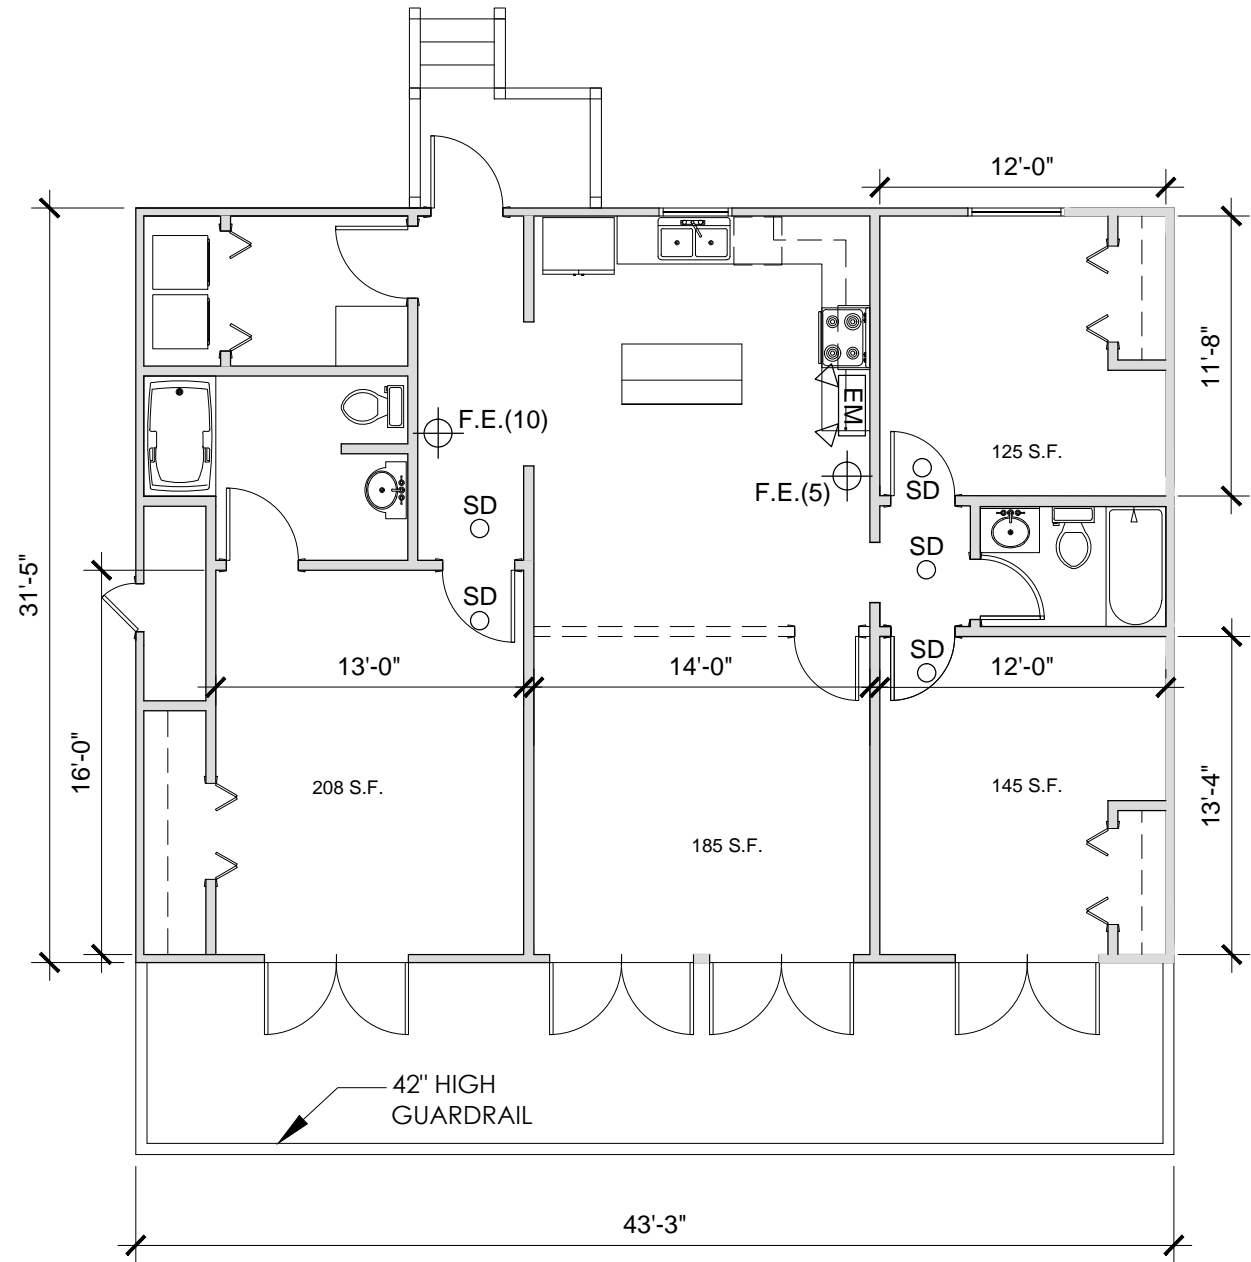 12'-0"
31'-5"
11'-8"
F.E.(10)
EM
125 S.F.
F.E.(5)
SD
SD
SD
SD
SD
13'-0"
14'-0"
12'-0"
16'-0"
13'-4"
208 S.F.
145 S.F.
185 S.F.
42" HIGH
GUARDRAIL
43'-3"